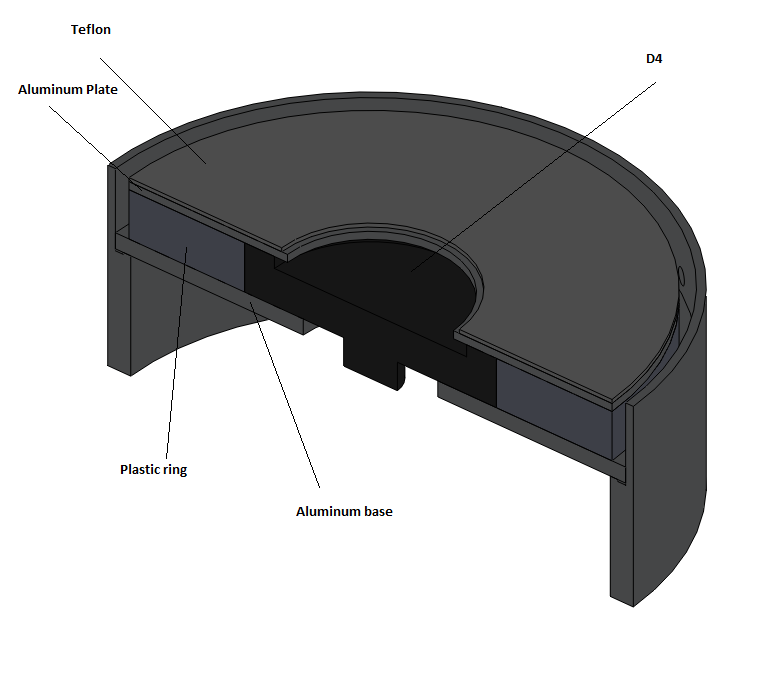 Teflon
D4
Aluminum Plate
Plastic ring
Aluminum base